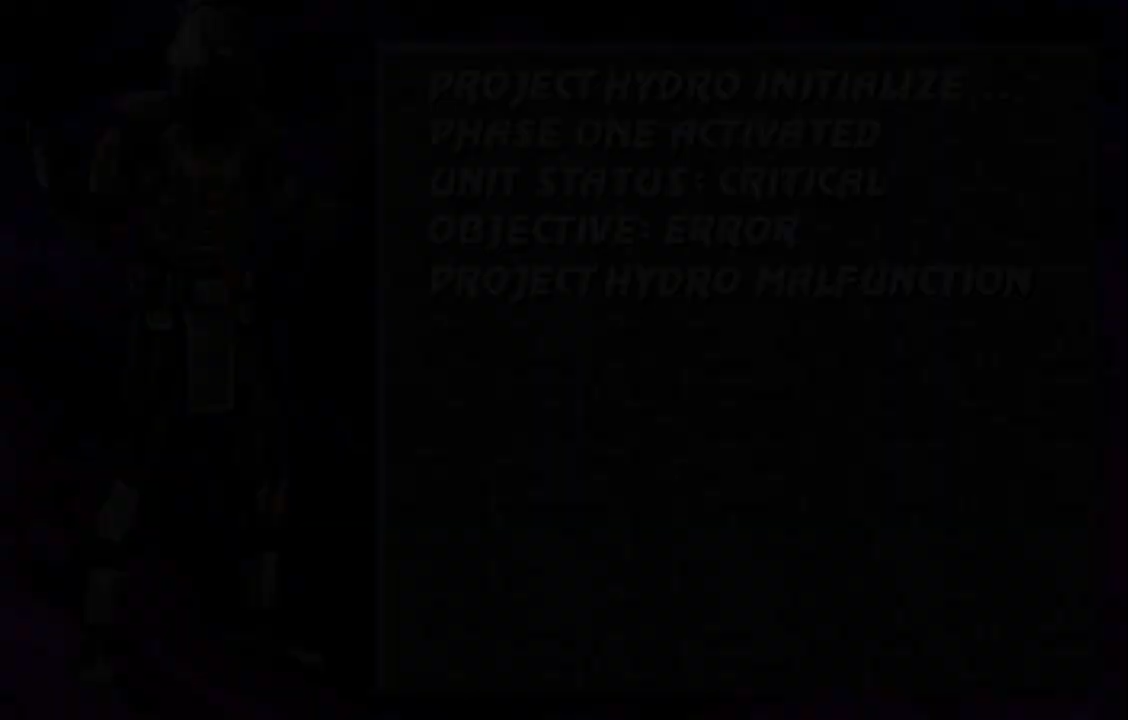 PROJECT HYDRO INITIALIZE ...
PHASE ONE ACTIVATED
UNIT STATUS: CRITICAL
OBJECTIVE: ERROR
PROJECT HYDRO MALFUNCTION